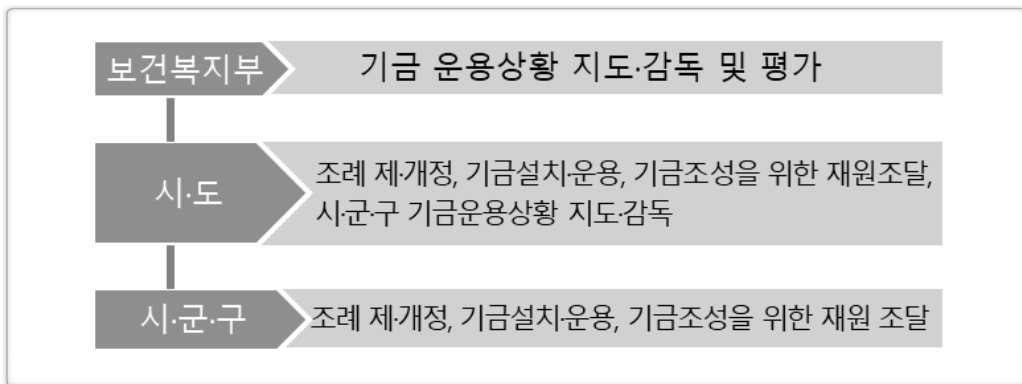 보건복지부
기금 운용상황 지도·감독 및 평가
시·도
조례 제·개정, 기금설치·운용, 기금조성을 위한 재원조달,
시·군·구 기금운용상황 지도·감독
시·군·구
조례 제·개정, 기금설치·운용, 기금조성을 위한 재원 조달